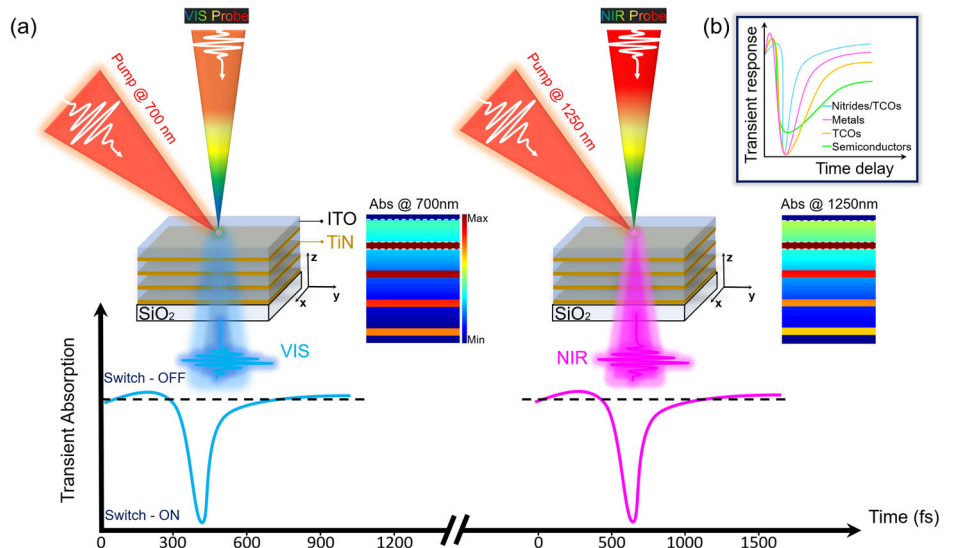 (a)
VIS Probe
Pump @ 700 nm
ITO
TiN
SiO2
z
y
x
Abs @ 700nm
Max
Min
VIS
NIR Probe
Pump @ 1250 nm
SiO2
z
y
x
Abs @ 1250nm
NIR
(b)
Transient response
Nitrides/TCOs
Metals
TCOs
Semiconductors
Time delay
Transient Absorption
Switch - OFF
Switch - ON
0 300 600 900 1200
0 500 1000 1500
Time (fs)